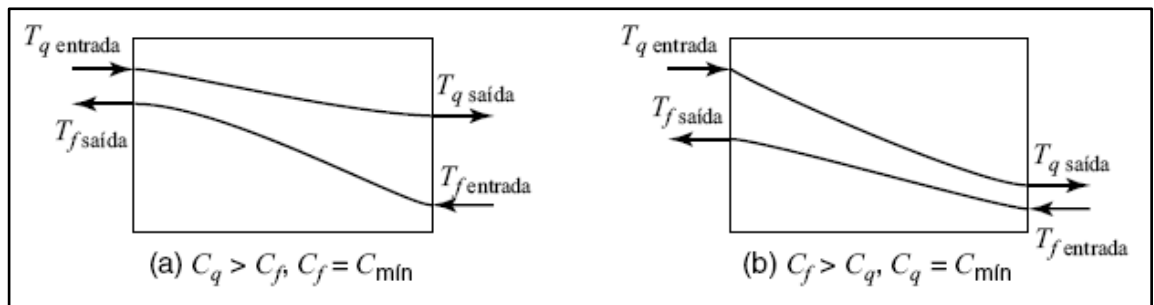 T_q entrada
T_q saída
T_f saída
T_f entrada
(a) C_q > C_f, C_f = C_mín
T_q entrada
T_f saída
T_q saída
T_f entrada
(b) C_f > C_q, C_q = C_mín